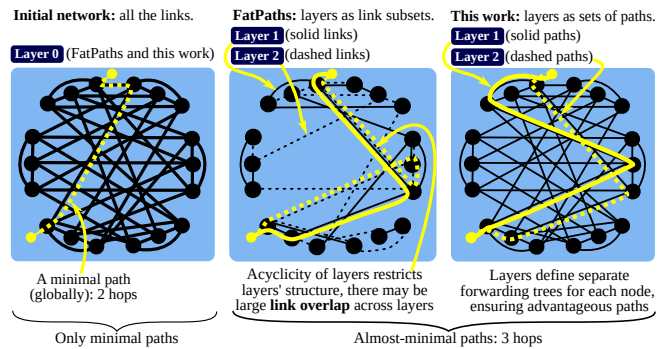 Initial network: all the links.
Layer 0 (FatPaths and this work)
A minimal path
(globally): 2 hops
Only minimal paths
FatPaths: layers as link subsets.
Layer 1 (solid links)
Layer 2 (dashed links)
Acyclicity of layers restricts
layers' structure, there may be
large link overlap across layers
This work: layers as sets of paths.
Layer 1 (solid paths)
Layer 2 (dashed paths)
Layers define separate
forwarding trees for each node,
ensuring advantageous paths
Almost-minimal paths: 3 hops